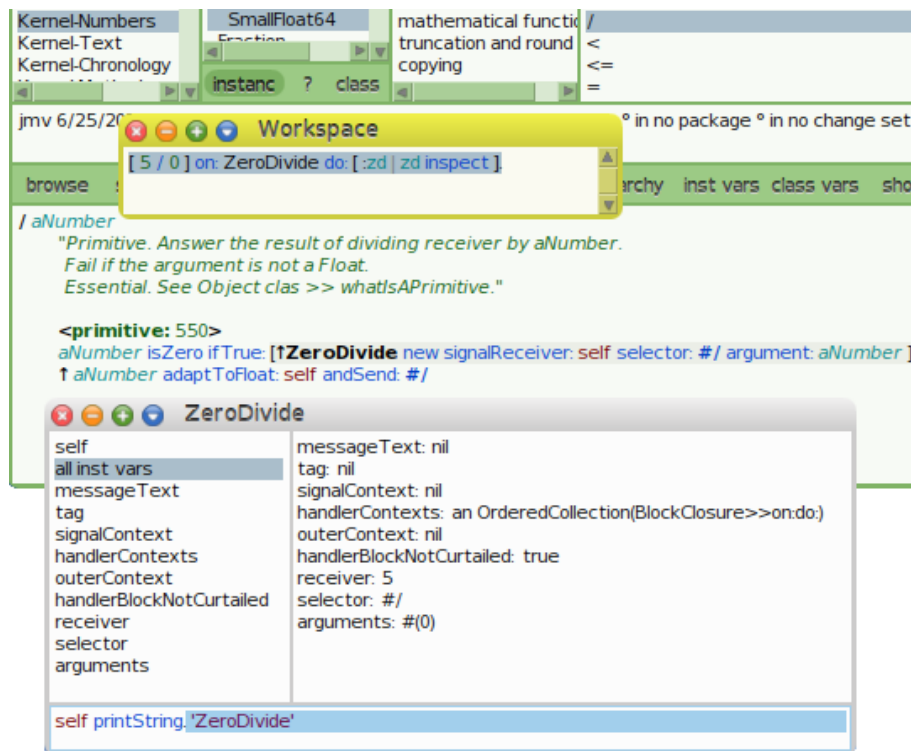 Kernel-Numbers
Kernel-Text
Kernel-Chronology
SmallFloat64
Fraction
instanc ? class
mathematical functio
truncation and round
copying
/
<
<=
=
jmv 6/25/20
° in no package ° in no change set
Workspace
[ 5 / 0 ] on: ZeroDivide do: [ :zd | zd inspect ].
browse
archy inst vars class vars sho
/ aNumber
"Primitive. Answer the result of dividing receiver by aNumber.
Fail if the argument is not a Float.
Essential. See Object clas >> whatIsAPrimitive."
<primitive: 550>
aNumber isZero ifTrue: [↑ZeroDivide new signalReceiver: self selector: #/ argument: aNumber ]
↑ aNumber adaptToFloat: self andSend: #/
ZeroDivide
self
all inst vars
messageText
tag
signalContext
handlerContexts
outerContext
handlerBlockNotCurtailed
receiver
selector
arguments
messageText: nil
tag: nil
signalContext: nil
handlerContexts: an OrderedCollection(BlockClosure>>on:do:)
outerContext: nil
handlerBlockNotCurtailed: true
receiver: 5
selector: #/
arguments: #(0)
self printString. 'ZeroDivide'